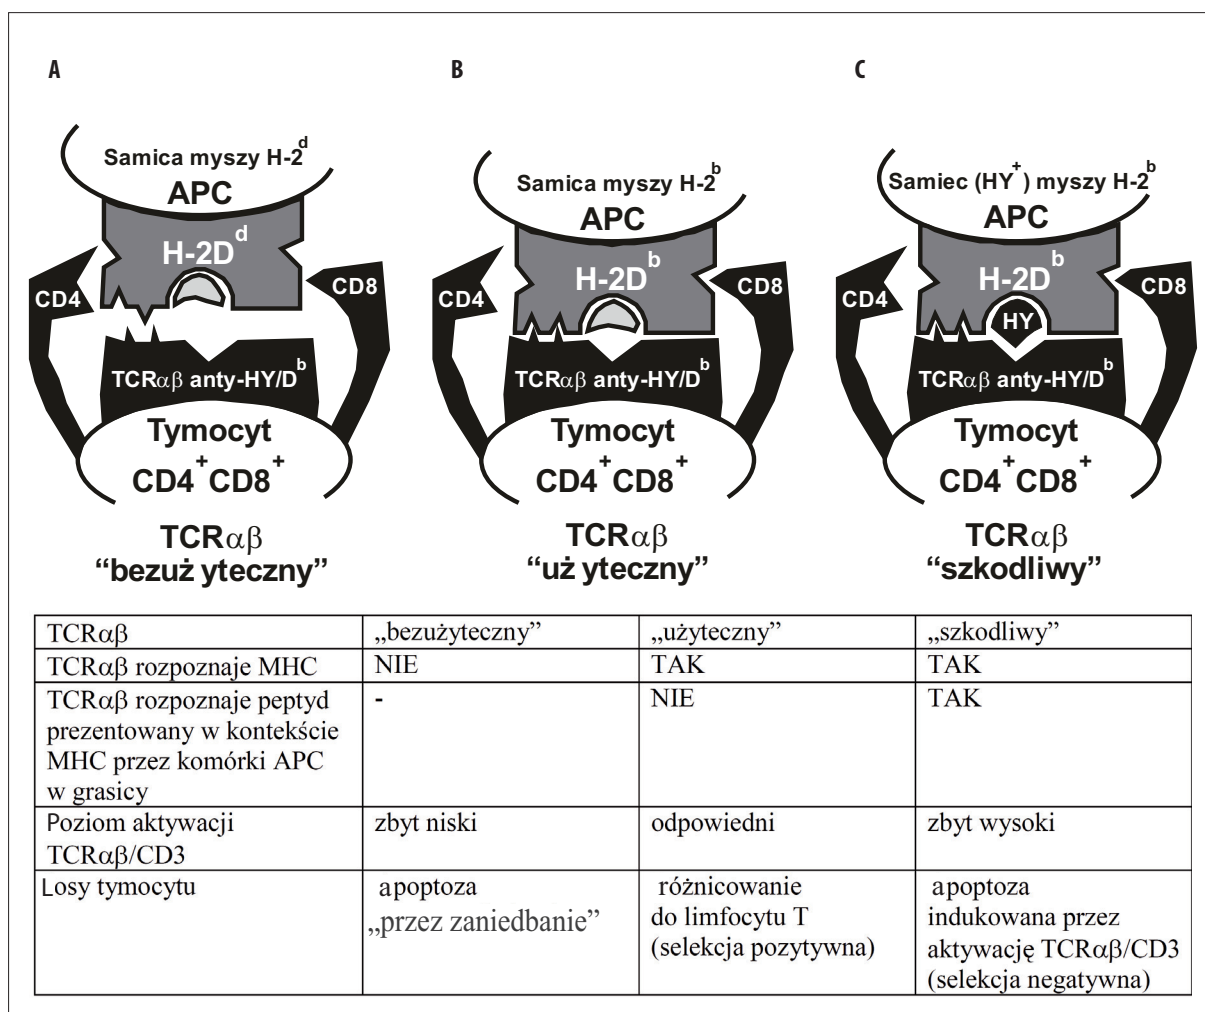 A
B
C
Samica myszy H-2d
APC
H-2Dd
CD4
CD8
TCRαβ anty-HY/Db
Tymocyt
CD4+CD8+
TCRαβ
“bezuż yteczny”
Samica myszy H-2b
APC
H-2Db
CD4
CD8
TCRαβ anty-HY/Db
Tymocyt
CD4+CD8+
TCRαβ
“uż yteczny”
Samiec (HY+) myszy H-2b
APC
H-2Db
HY
CD4
CD8
TCRαβ anty-HY/Db
Tymocyt
CD4+CD8+
TCRαβ
“szkodliwy”
TCRαβ „bezużyteczny” „użyteczny” „szkodliwy”
TCRαβ rozpoznaje MHC NIE TAK TAK
TCRαβ rozpoznaje peptyd - NIE TAK
prezentowany w kontekście
MHC przez komórki APC
w grasicy
Poziom aktywacji zbyt niski odpowiedni zbyt wysoki
TCRαβ/CD3
Losy tymocytu apoptoza różnicowanie apoptoza
„przez zaniedbanie” do limfocytu T indukowana przez
(selekcja pozytywna) aktywację TCRαβ/CD3
(selekcja negatywna)